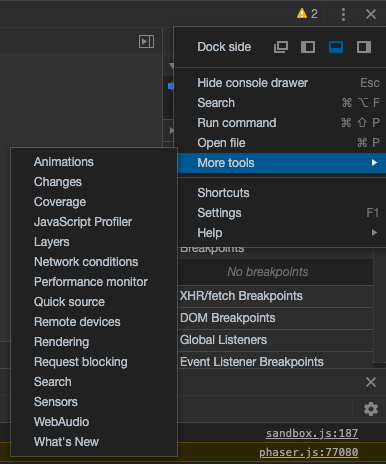 2
Dock side
Hide console drawer Esc
Search ⌘ ⌥ F
Run command ⌘ ⇧ P
Open file ⌘ P
More tools
Shortcuts
Settings F1
Help
Animations
Changes
Coverage
JavaScript Profiler
Layers
Network conditions
Performance monitor
Quick source
Remote devices
Rendering
Request blocking
Search
Sensors
WebAudio
What's New
Breakpoints
No breakpoints
XHR/fetch Breakpoints
DOM Breakpoints
Global Listeners
Event Listener Breakpoints
sandbox.js:187
phaser.js:77080